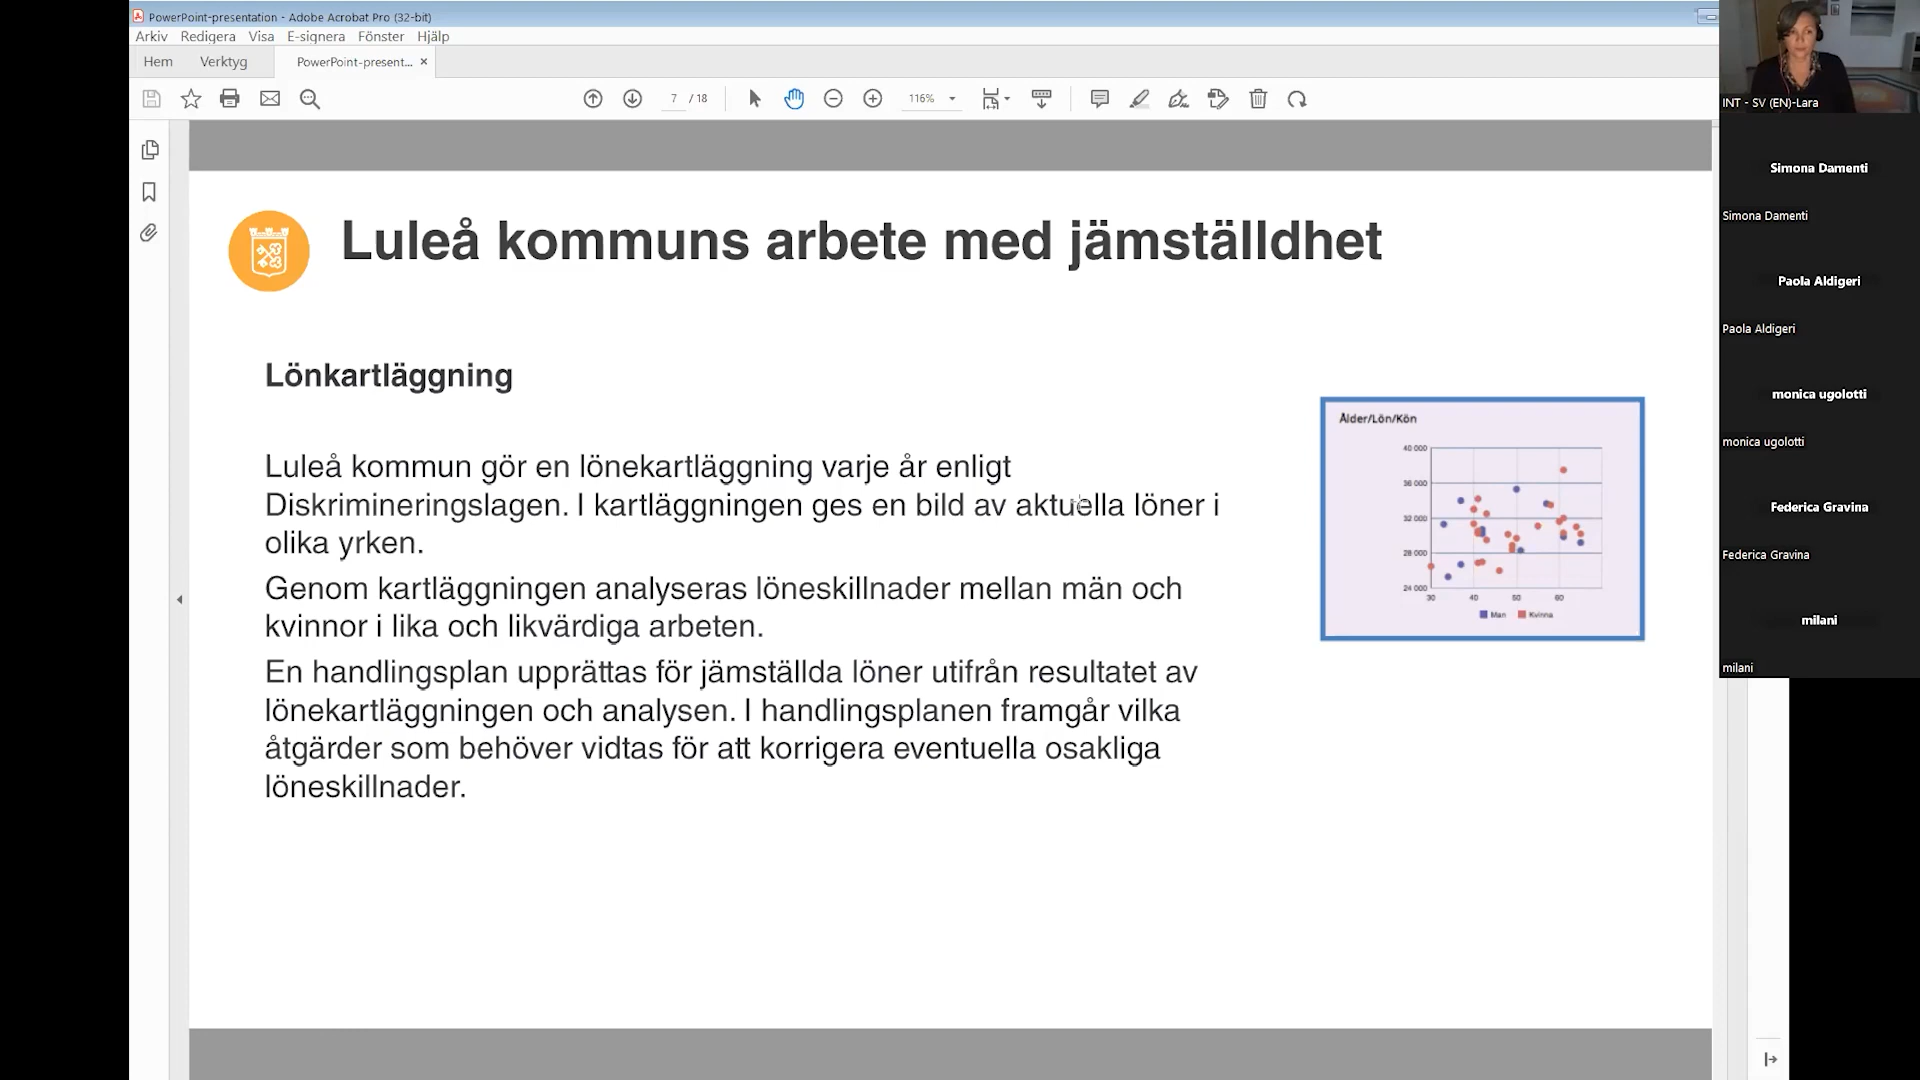 PowerPoint-presentation - Adobe Acrobat Pro (32-bit)
Arkiv Redigera Visa E-signera Fönster Hjälp
Hem Verktyg PowerPoint-present... ×
7 / 18 116%
Luleå kommuns arbete med jämställdhet
Lönkartläggning
Luleå kommun gör en lönekartläggning varje år enligt
Diskrimineringslagen. I kartläggningen ges en bild av aktuella löner i
olika yrken.
Genom kartläggningen analyseras löneskillnader mellan män och
kvinnor i lika och likvärdiga arbeten.
En handlingsplan upprättas för jämställda löner utifrån resultatet av
lönekartläggningen och analysen. I handlingsplanen framgår vilka
åtgärder som behöver vidtas för att korrigera eventuella osakliga
löneskillnader.
Ålder/Lön/Kön
40 000
36 000
32 000
28 000
24 000
30 40 50 60
Man Kvinna
INT - SV (EN)-Lara
Simona Damenti
Simona Damenti
Paola Aldigeri
Paola Aldigeri
monica ugolotti
monica ugolotti
Federica Gravina
Federica Gravina
milani
milani